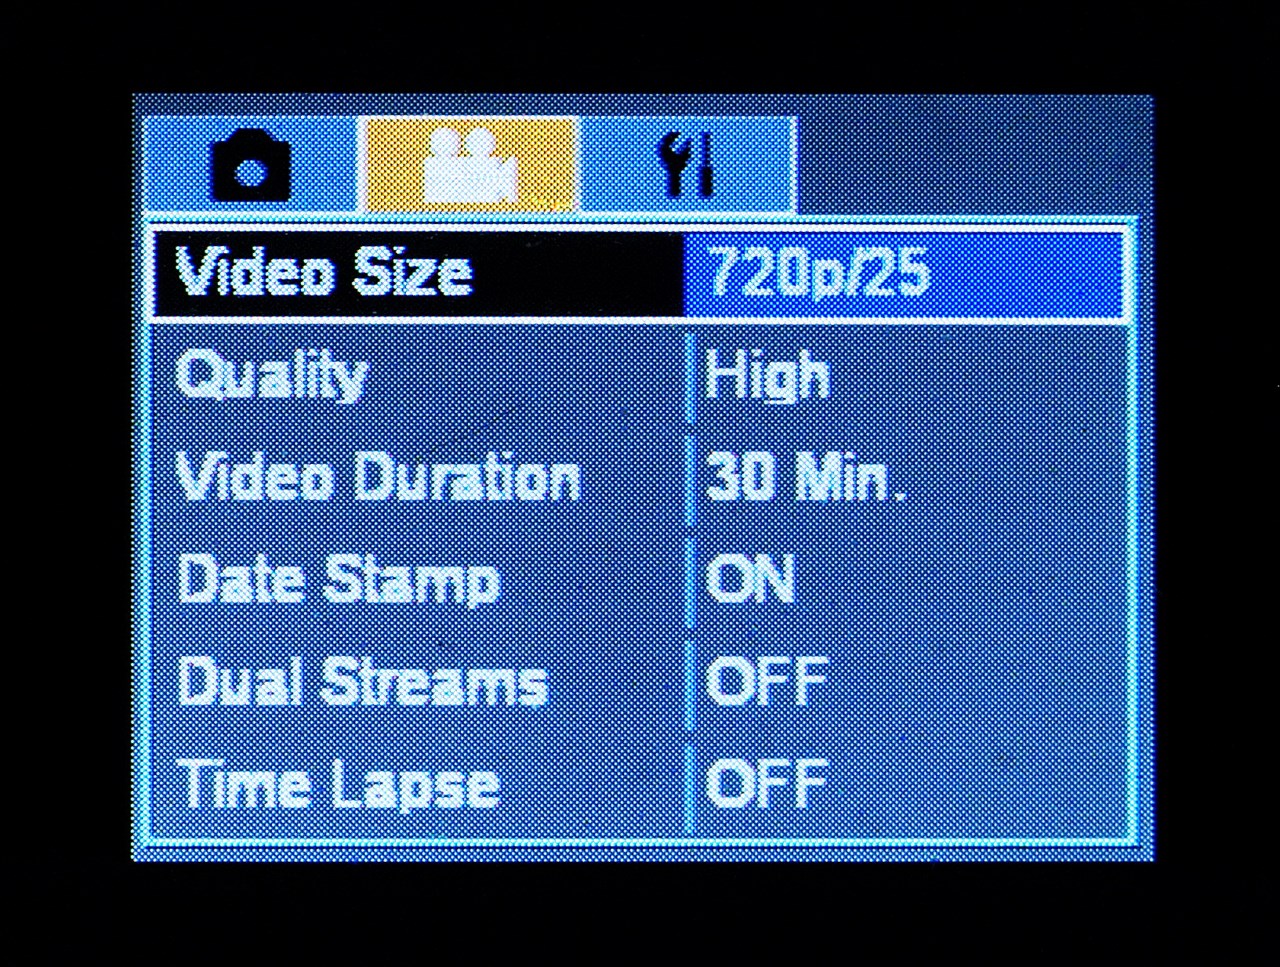 Video Size 720p/25
Quality High
Video Duration 30 Min.
Date Stamp ON
Dual Streams OFF
Time Lapse OFF